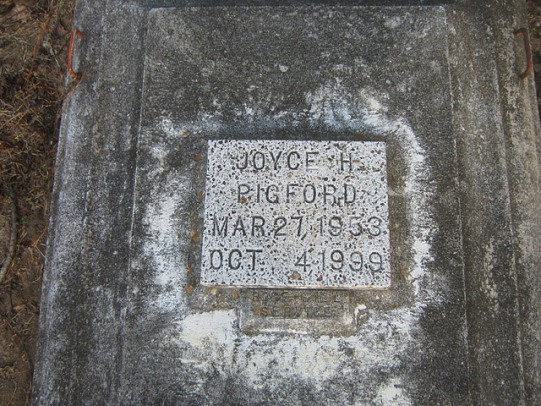 JOYCE H
PIGFORD
MAR.27,1953
OCT 4,1999